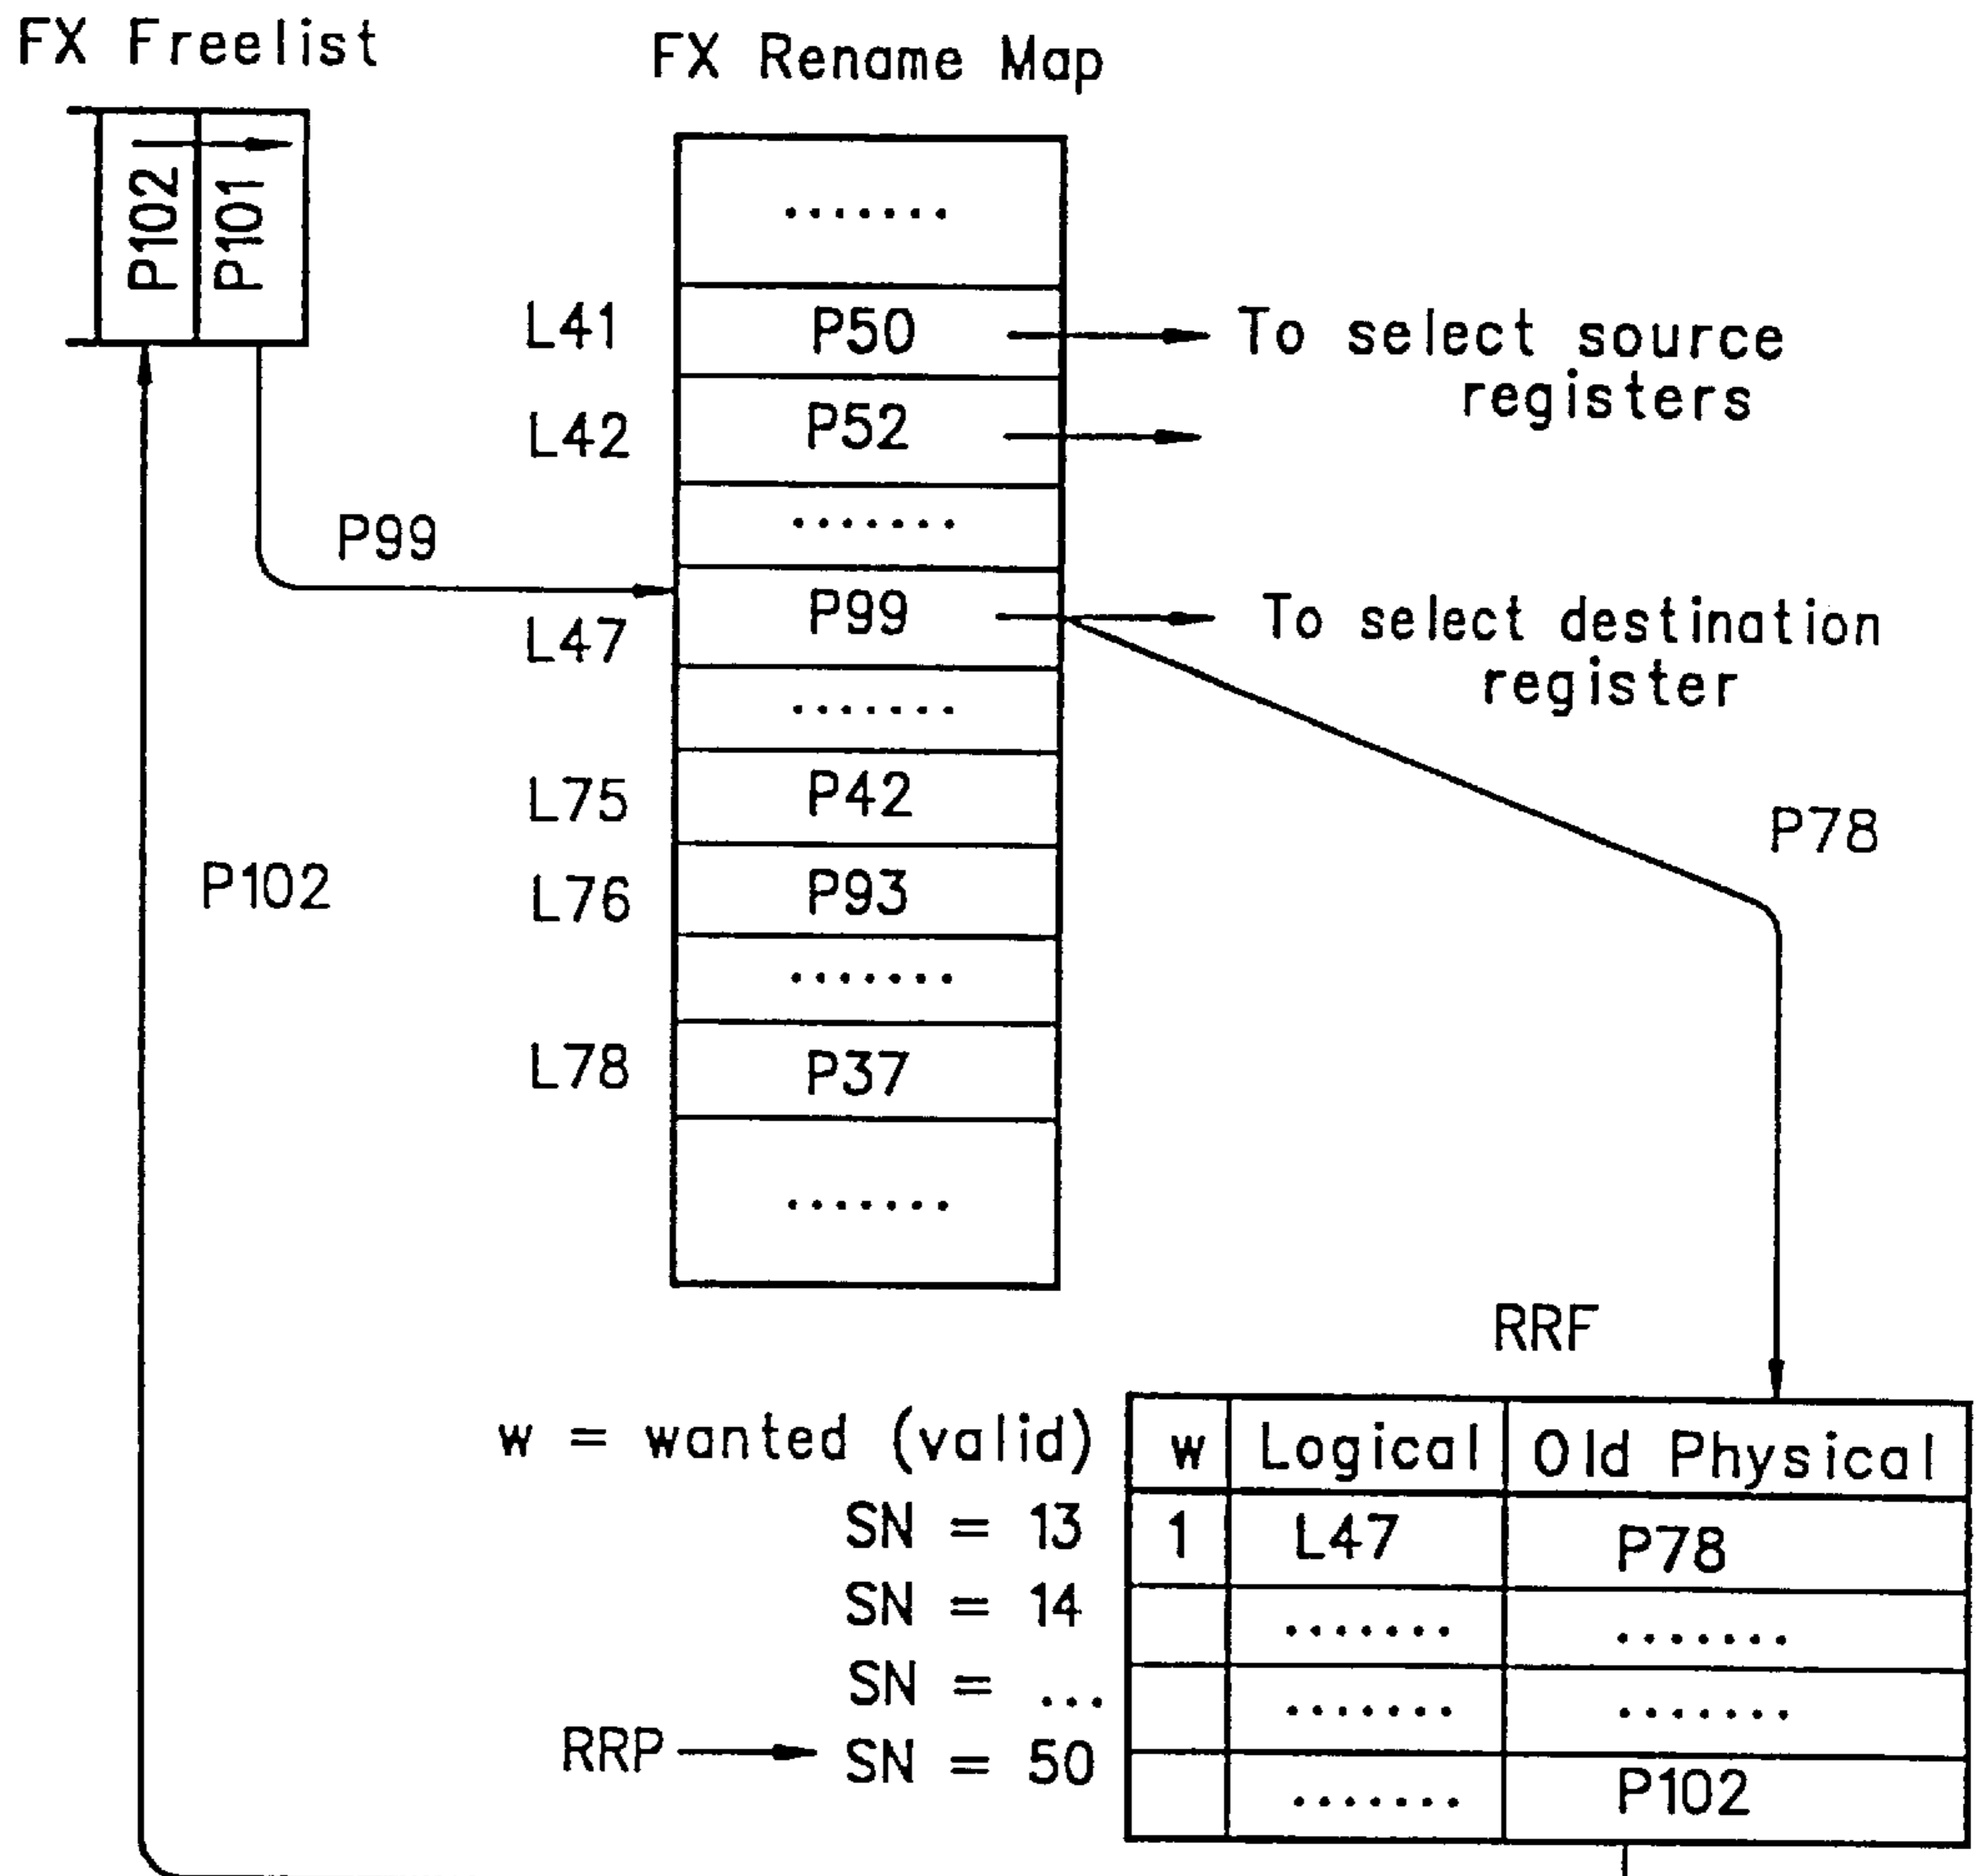 FX Freelist
FX Rename Map
P102
P101
.......
L41 P50 To select source
registers
L42 P52
.......
P99
L47 P99 To select destination
register
.......
L75 P42
P78
P102
L76 P93
.......
L78 P37
.......
RRF
w = wanted (valid) w Logical Old Physical
SN = 13 1 L47 P78
SN = 14 ....... .......
SN = ... ....... .......
RRP SN = 50 ....... P102